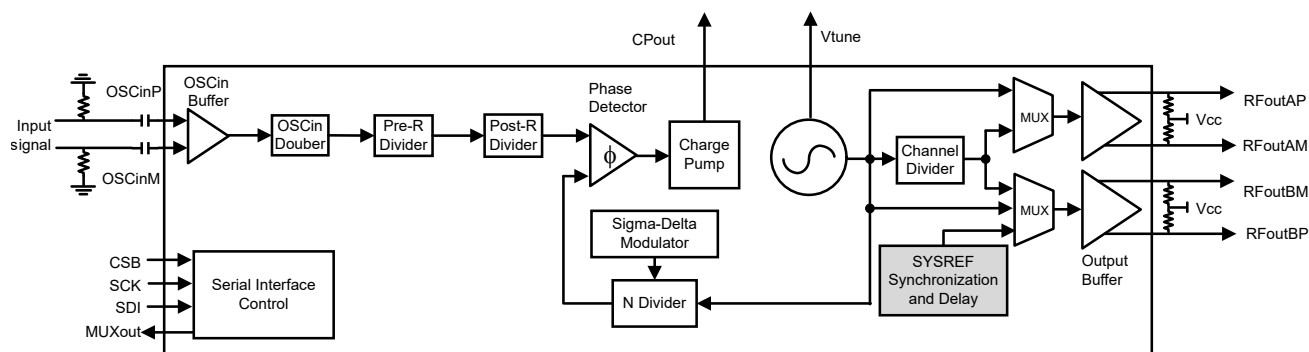 CPout
Vtune
OSCinP
OSCin
Buffer
Input
signal
OSCinM
OSCin
Douber
Pre-R
Divider
Post-R
Divider
Phase
Detector
ϕ
Charge
Pump
Channel
Divider
MUX
MUX
RFoutAP
Vcc
RFoutAM
RFoutBM
Vcc
RFoutBP
Output
Buffer
SYSREF
Synchronization
and Delay
Sigma-Delta
Modulator
N Divider
CSB
SCK
SDI
MUXout
Serial Interface
Control